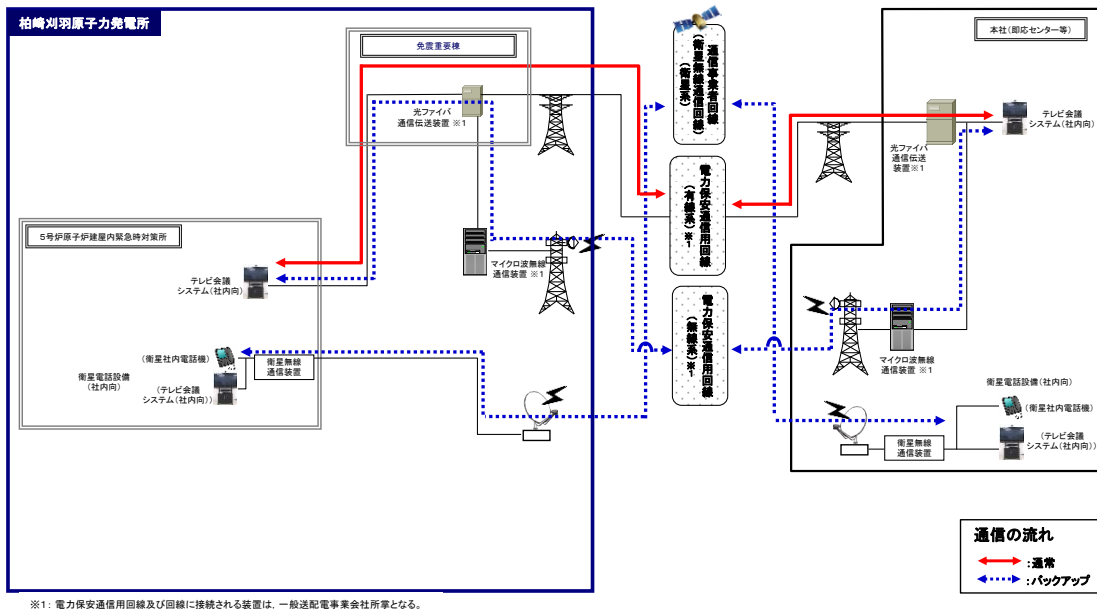 柏崎刈羽原子力発電所
免震重要棟
光ファイバ
通信伝送装置 ※1
5号炉原子炉建屋内緊急時対策所
テレビ会議
システム(社内向)
マイクロ波無線
通信装置 ※1
(衛星社内電話機)
衛星電話設備
(社内向)
(テレビ会議
システム(社内向))
衛星無線
通信装置
通信事業者回線
(衛星無線通信回線)
(衛星系)
電力保安通信用回線
(有線系)※1
電力保安通信用回線
(無線系)※1
本社(即応センター等)
テレビ会議
システム(社内向)
光ファイバ
通信伝送
装置※1
マイクロ波無線
通信装置 ※1
衛星電話設備(社内向)
(衛星社内電話機)
(テレビ会議
システム(社内向))
衛星無線
通信装置
通信の流れ
:通常
:バックアップ
※1: 電力保安通信用回線及び回線に接続される装置は, 一般送配電事業会社所掌となる。